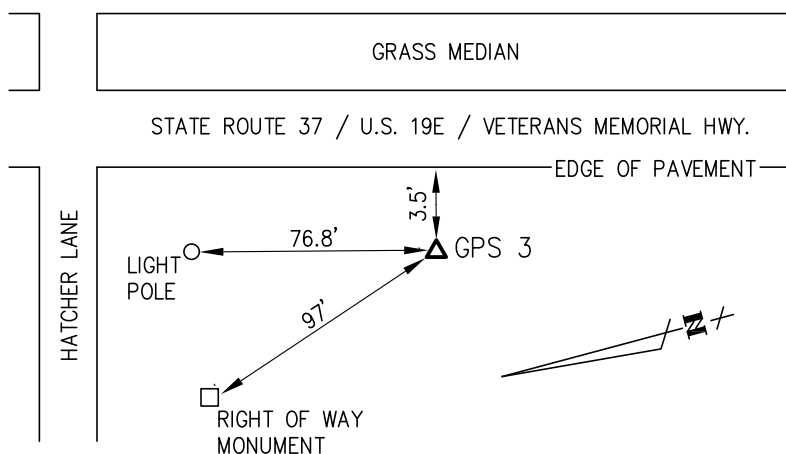 GRASS MEDIAN
STATE ROUTE 37 / U.S. 19E / VETERANS MEMORIAL HWY.
EDGE OF PAVEMENT
3.5'
76.8'
GPS 3
LIGHT
POLE
HATCHER LANE
97'
N
RIGHT OF WAY
MONUMENT